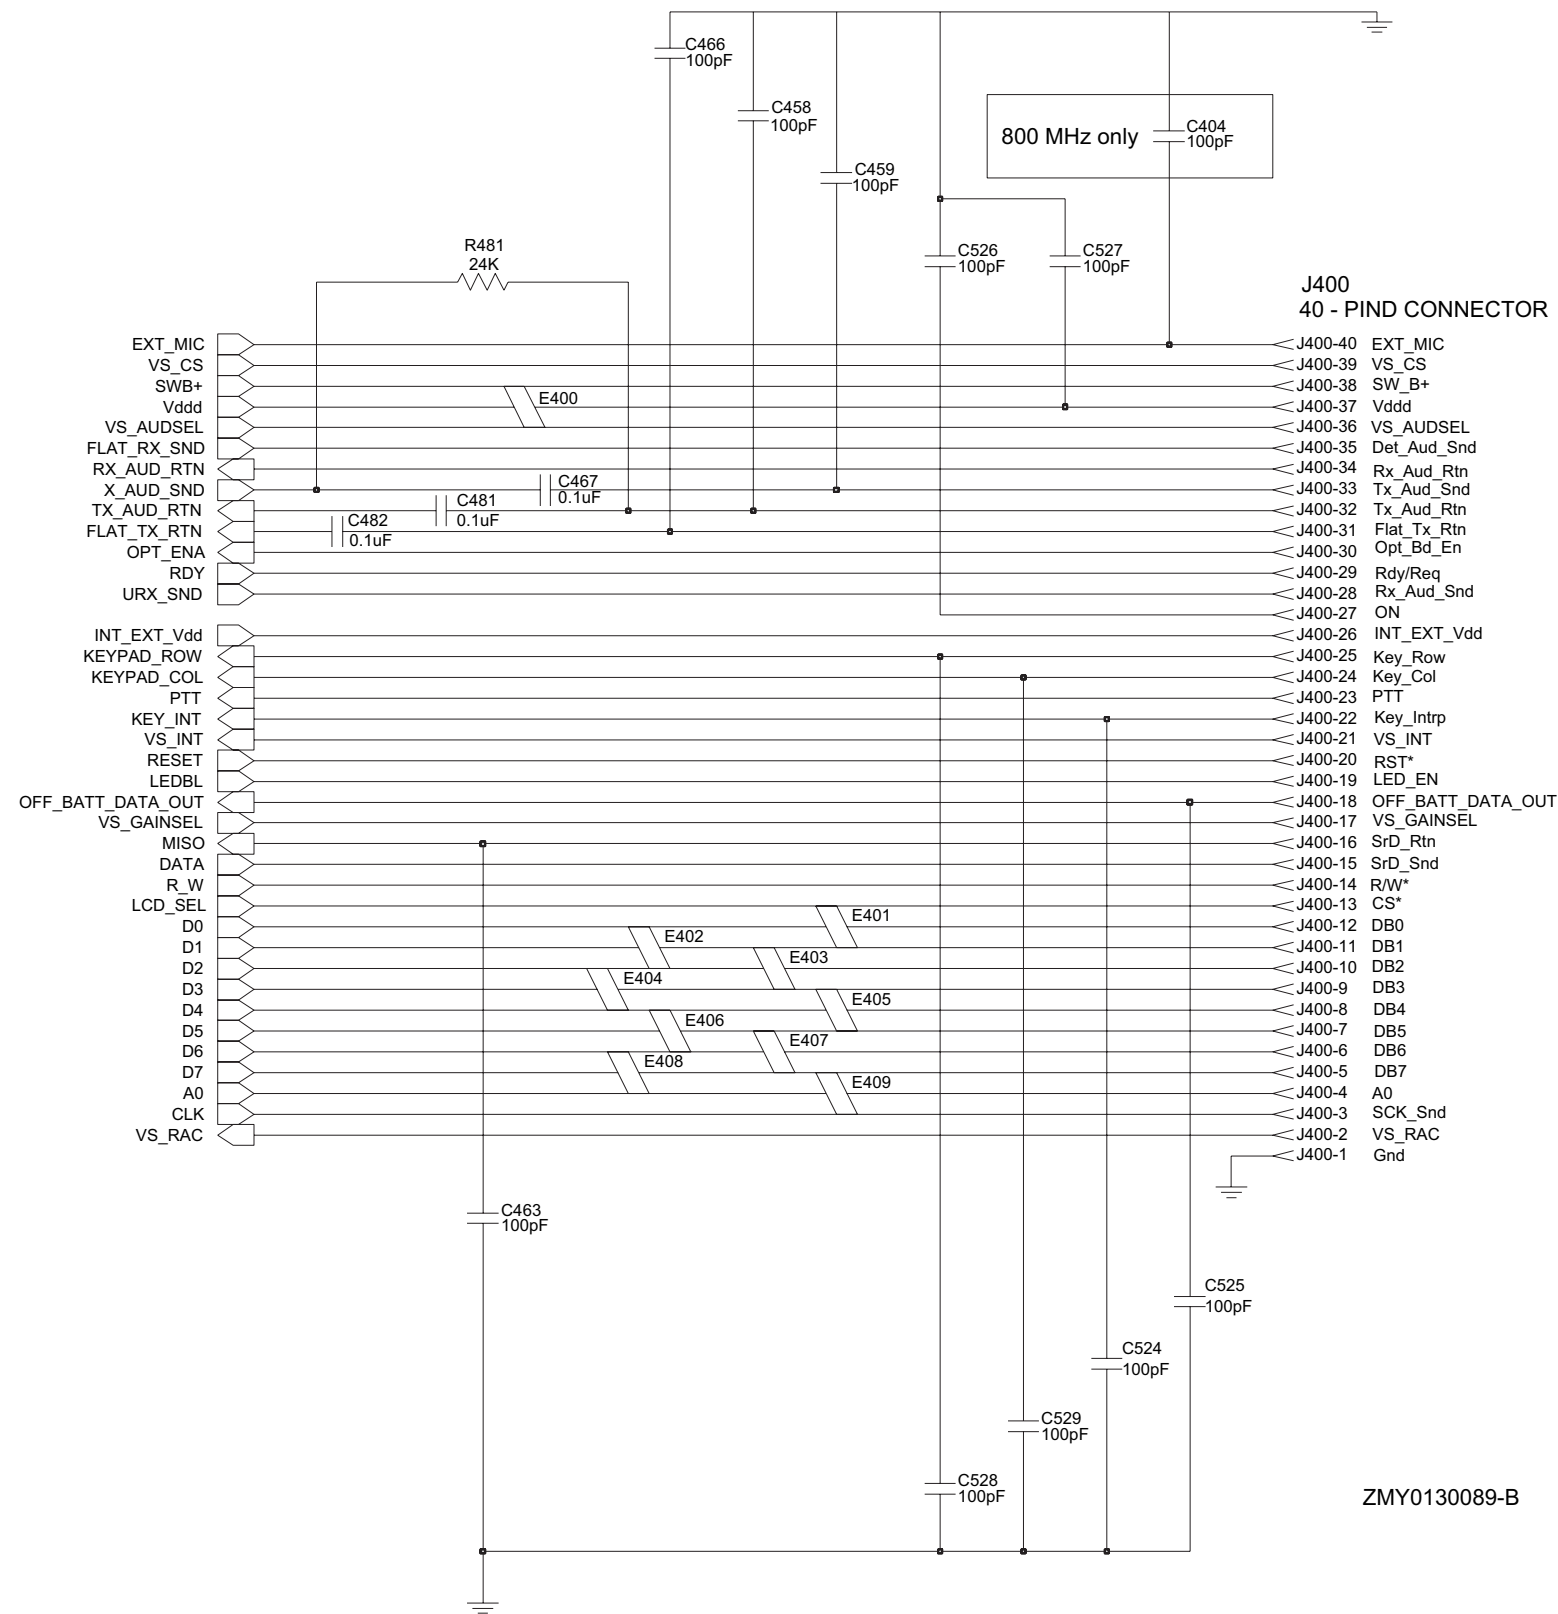 C466
100pF
C458
100pF
800 MHz only
C404
100pF
C459
100pF
R481
24K
C526
100pF
C527
100pF
J400
40 - PIND CONNECTOR
EXT_MIC J400-40 EXT_MIC
VS_CS J400-39 VS_CS
SWB+ J400-38 SW_B+
E400
Vddd J400-37 Vddd
VS_AUDSEL J400-36 VS_AUDSEL
FLAT_RX_SND J400-35 Det_Aud_Snd
RX_AUD_RTN J400-34 Rx_Aud_Rtn
C467
0.1uF
X_AUD_SND J400-33 Tx_Aud_Snd
C481
0.1uF
TX_AUD_RTN J400-32 Tx_Aud_Rtn
C482
0.1uF
FLAT_TX_RTN J400-31 Flat_Tx_Rtn
OPT_ENA J400-30 Opt_Bd_En
RDY J400-29 Rdy/Req
URX_SND J400-28 Rx_Aud_Snd
J400-27 ON
INT_EXT_Vdd J400-26 INT_EXT_Vdd
KEYPAD_ROW J400-25 Key_Row
KEYPAD_COL J400-24 Key_Col
PTT J400-23 PTT
KEY_INT J400-22 Key_Intrp
VS_INT J400-21 VS_INT
RESET J400-20 RST*
LEDBL J400-19 LED_EN
OFF_BATT_DATA_OUT J400-18 OFF_BATT_DATA_OUT
VS_GAINSEL J400-17 VS_GAINSEL
MISO J400-16 SrD_Rtn
DATA J400-15 SrD_Snd
R_W J400-14 R/W*
LCD_SEL J400-13 CS*
E401
D0 J400-12 DB0
E402
D1 J400-11 DB1
E403
D2 J400-10 DB2
E404
D3 J400-9 DB3
E405
D4 J400-8 DB4
E406
D5 J400-7 DB5
E407
D6 J400-6 DB6
E408
D7 J400-5 DB7
E409
A0 J400-4 A0
CLK J400-3 SCK_Snd
VS_RAC J400-2 VS_RAC
J400-1 Gnd
C463
100pF
C525
100pF
C524
100pF
C529
100pF
C528
100pF
ZMY0130089-B